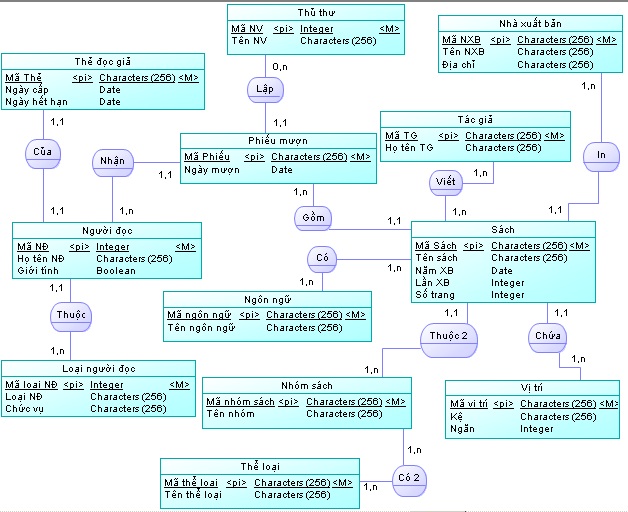 Thủ thư
Mã NV <pi> Integer <M>
Tên NV Characters (256)
Nhà xuất bản
Mã NXB <pi> Characters (256) <M>
Tên NXB Characters (256)
Địa chỉ Characters (256)
Thẻ đọc giả
Mã Thẻ <pi> Characters (256) <M>
Ngày cấp Date
Ngày hết hạn Date
0,n
1,n
Lập
1,1
1,1
Tác giả
Mã TG <pi> Characters (256) <M>
Họ tên TG Characters (256)
Phiếu mượn
Mã Phiếu <pi> Characters (256) <M>
Ngày mượn Date
Của
Nhận
1,1
In
Viết
1,n
1,n
1,n
1,1
1,n
1,1
1,n
Gồm
1,1
Người đọc
Mã NĐ <pi> Integer <M>
Họ tên NĐ Characters (256)
Giới tính Boolean
Sách
Mã Sách <pi> Characters (256) <M>
Tên sách Characters (256)
Năm XB Date
Lần XB Integer
Số trang Integer
Có
1,1
1,n
1,1
Ngôn ngữ
Mã ngôn ngữ <pi> Characters (256) <M>
Tên ngôn ngữ Characters (256)
Thuộc
1,1
1,1
Thuộc 2
Chứa
1,n
1,n
1,n
Loại người đọc
Mã loại NĐ <pi> Integer <M>
Loại NĐ Characters (256)
Chức vụ Characters (256)
Nhóm sách
Mã nhóm sách <pi> Characters (256) <M>
Tên nhóm Characters (256)
Vị trí
Mã vị trí <pi> Characters (256) <M>
Kệ Characters (256)
Ngăn Integer
1,n
Thể loại
Mã thể loại <pi> Characters (256) <M>
Tên thể loại Characters (256)
1,n
Có 2